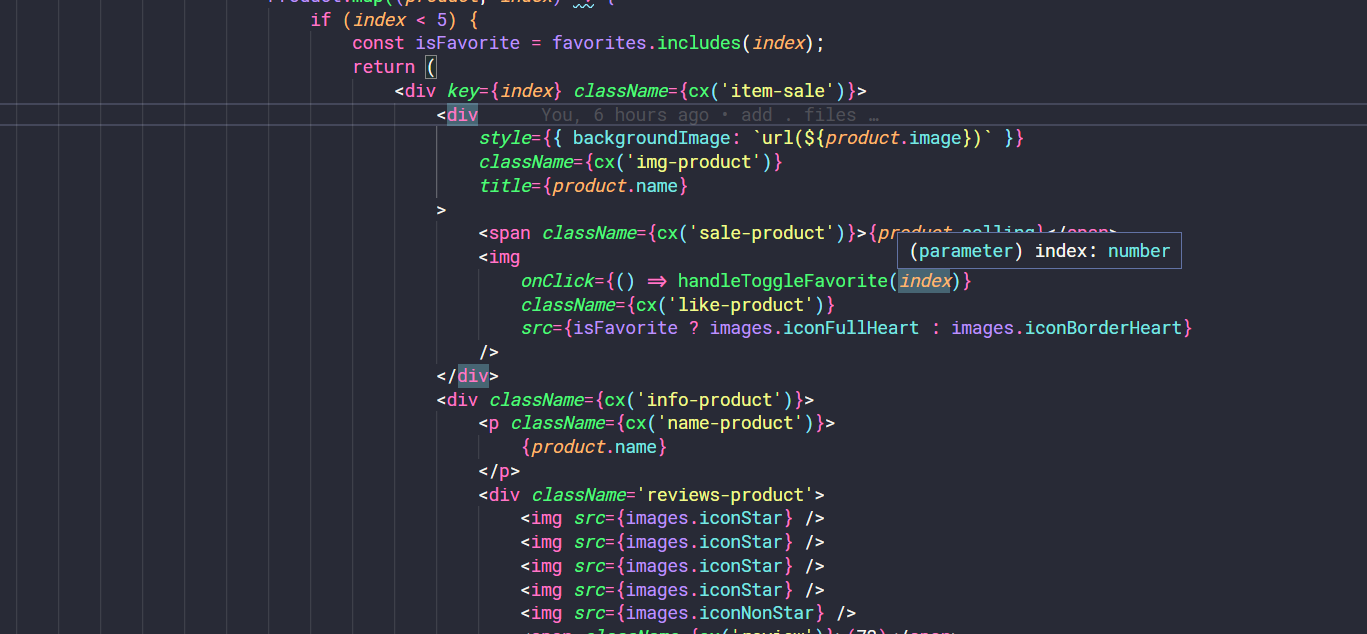 if (index < 5) {
const isFavorite = favorites.includes(index);
return (
<div key={index} className={cx('item-sale')}>
<div You, 6 hours ago • add . files …
style={{ backgroundImage: `url(${product.image})` }}
className={cx('img-product')}
title={product.name}
>
<span className={cx('sale-product')}>{product.selling}</span>
(parameter) index: number
<img
onClick={() => handleToggleFavorite(index)}
className={cx('like-product')}
src={isFavorite ? images.iconFullHeart : images.iconBorderHeart}
/>
</div>
<div className={cx('info-product')}>
<p className={cx('name-product')}>
{product.name}
</p>
<div className='reviews-product'>
<img src={images.iconStar} />
<img src={images.iconStar} />
<img src={images.iconStar} />
<img src={images.iconStar} />
<img src={images.iconNonStar} />